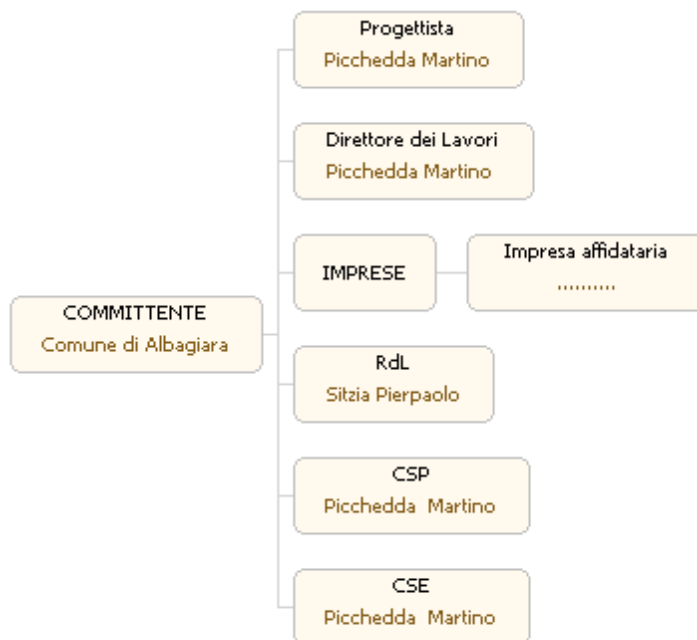 Progettista
Picchedda Martino
Direttore dei Lavori
Picchedda Martino
IMPRESE
Impresa affidataria
..........
COMMITTENTE
Comune di Albagiara
RdL
Sitzia Pierpaolo
CSP
Picchedda Martino
CSE
Picchedda Martino